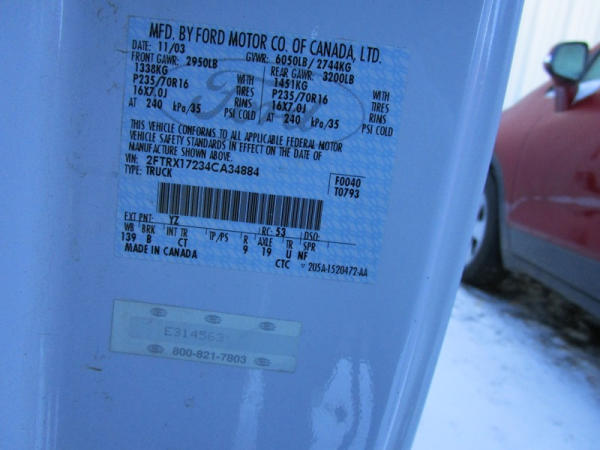 MFD. BY FORD MOTOR CO. OF CANADA, LTD.
DATE: 11/03 GVWR: 6050LB/ 2744KG
FRONT GAWR: 2950LB REAR GAWR: 3200LB
1338KG WITH 1451KG WITH
P235/70R16 TIRES P235/70R16 TIRES
16X7.0J RIMS 16X7.0J RIMS
AT 240 kPa/35 PSI COLD AT 240 kPa/35 PSI COLD
THIS VEHICLE CONFORMS TO ALL APPLICABLE FEDERAL MOTOR
VEHICLE SAFETY STANDARDS IN EFFECT ON THE DATE OF
MANUFACTURE SHOWN ABOVE.
VIN: 2FTRX17234CA34884 F0040
TYPE: TRUCK T0793
EXT PNT: YZ RC: 53 DSO:
WB BRK INT TR TP/PS R AXLE TR SPR
139 B CT 9 19 U NF
MADE IN CANADA CTC 2U5A-1520472-AA
Ford
E314563
800-821-7803